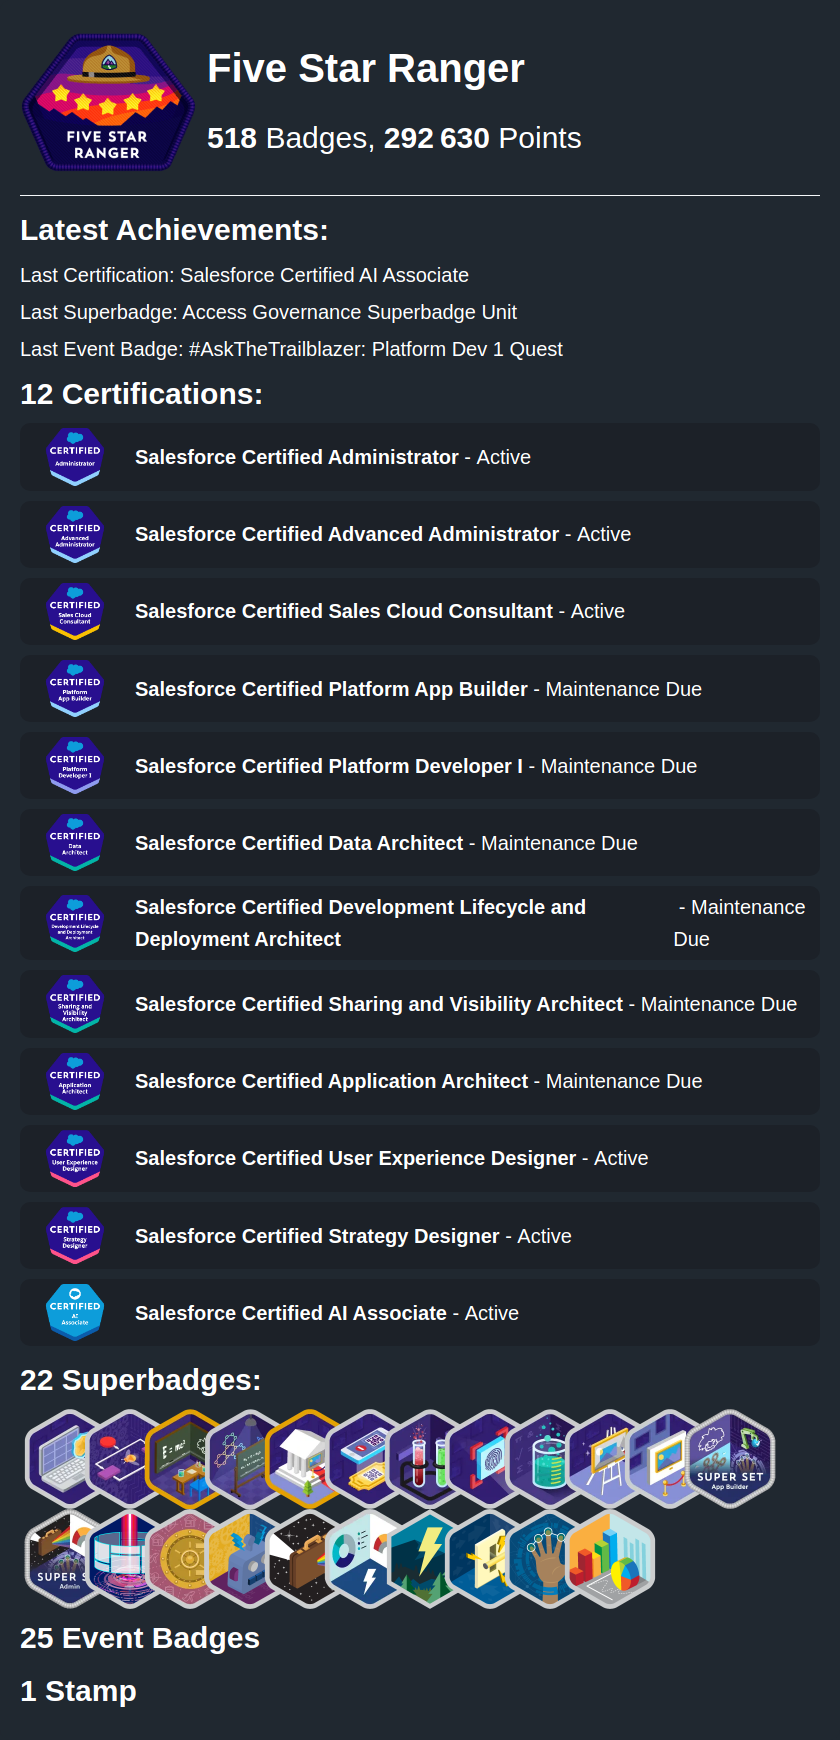 FIVE STAR
RANGER
Five Star Ranger
518 Badges, 292 630 Points
Latest Achievements:
Last Certification: Salesforce Certified AI Associate
Last Superbadge: Access Governance Superbadge Unit
Last Event Badge: #AskTheTrailblazer: Platform Dev 1 Quest
12 Certifications:
CERTIFIED
Administrator
Salesforce Certified Administrator - Active
CERTIFIED
Advanced
Administrator
Salesforce Certified Advanced Administrator - Active
CERTIFIED
Sales Cloud
Consultant
Salesforce Certified Sales Cloud Consultant - Active
CERTIFIED
Platform
App Builder
Salesforce Certified Platform App Builder - Maintenance Due
CERTIFIED
Platform
Developer I
Salesforce Certified Platform Developer I - Maintenance Due
CERTIFIED
Data
Architect
Salesforce Certified Data Architect - Maintenance Due
CERTIFIED
Development Lifecycle
and Deployment
Architect
Salesforce Certified Development Lifecycle and - Maintenance
Deployment Architect Due
CERTIFIED
Sharing and
Visibility
Architect
Salesforce Certified Sharing and Visibility Architect - Maintenance Due
CERTIFIED
Application
Architect
Salesforce Certified Application Architect - Maintenance Due
CERTIFIED
User Experience
Designer
Salesforce Certified User Experience Designer - Active
CERTIFIED
Strategy
Designer
Salesforce Certified Strategy Designer - Active
CERTIFIED
AI
Associate
Salesforce Certified AI Associate - Active
22 Superbadges:
E = mc²
SUPER SET
App Builder
SUPER S
Admin
25 Event Badges
1 Stamp